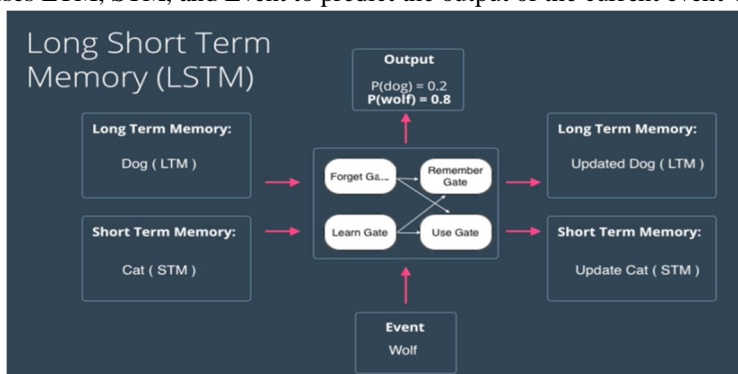 Long Short Term
Memory (LSTM)
Output
P(dog) = 0.2
P(wolf) = 0.8
Long Term Memory:
Dog ( LTM )
Long Term Memory:
Updated Dog ( LTM )
Forget Ga...
Remember
Gate
Learn Gate
Use Gate
Short Term Memory:
Cat ( STM )
Short Term Memory:
Update Cat ( STM )
Event
Wolf